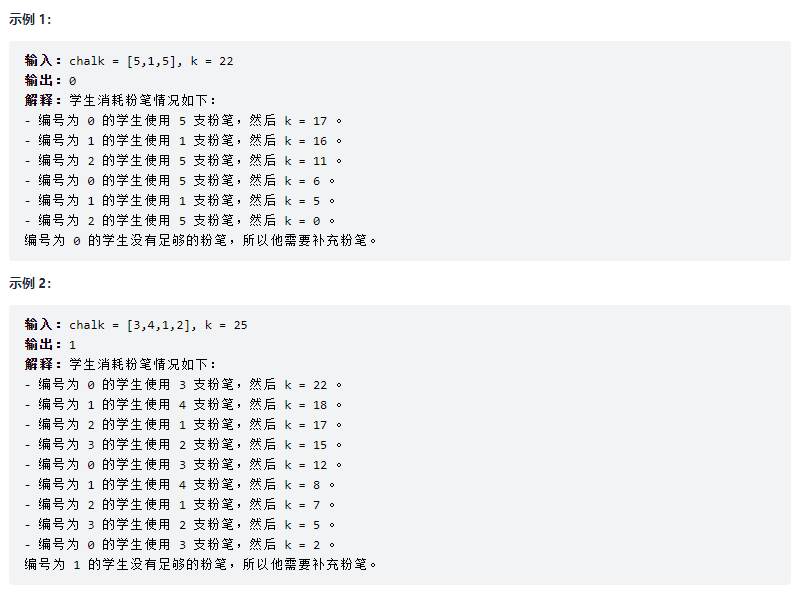 示例 1：
输入：chalk = [5,1,5], k = 22
输出：0
解释：学生消耗粉笔情况如下：
- 编号为 0 的学生使用 5 支粉笔，然后 k = 17 。
- 编号为 1 的学生使用 1 支粉笔，然后 k = 16 。
- 编号为 2 的学生使用 5 支粉笔，然后 k = 11 。
- 编号为 0 的学生使用 5 支粉笔，然后 k = 6 。
- 编号为 1 的学生使用 1 支粉笔，然后 k = 5 。
- 编号为 2 的学生使用 5 支粉笔，然后 k = 0 。
编号为 0 的学生没有足够的粉笔，所以他需要补充粉笔。
示例 2：
输入：chalk = [3,4,1,2], k = 25
输出：1
解释：学生消耗粉笔情况如下：
- 编号为 0 的学生使用 3 支粉笔，然后 k = 22 。
- 编号为 1 的学生使用 4 支粉笔，然后 k = 18 。
- 编号为 2 的学生使用 1 支粉笔，然后 k = 17 。
- 编号为 3 的学生使用 2 支粉笔，然后 k = 15 。
- 编号为 0 的学生使用 3 支粉笔，然后 k = 12 。
- 编号为 1 的学生使用 4 支粉笔，然后 k = 8 。
- 编号为 2 的学生使用 1 支粉笔，然后 k = 7 。
- 编号为 3 的学生使用 2 支粉笔，然后 k = 5 。
- 编号为 0 的学生使用 3 支粉笔，然后 k = 2 。
编号为 1 的学生没有足够的粉笔，所以他需要补充粉笔。